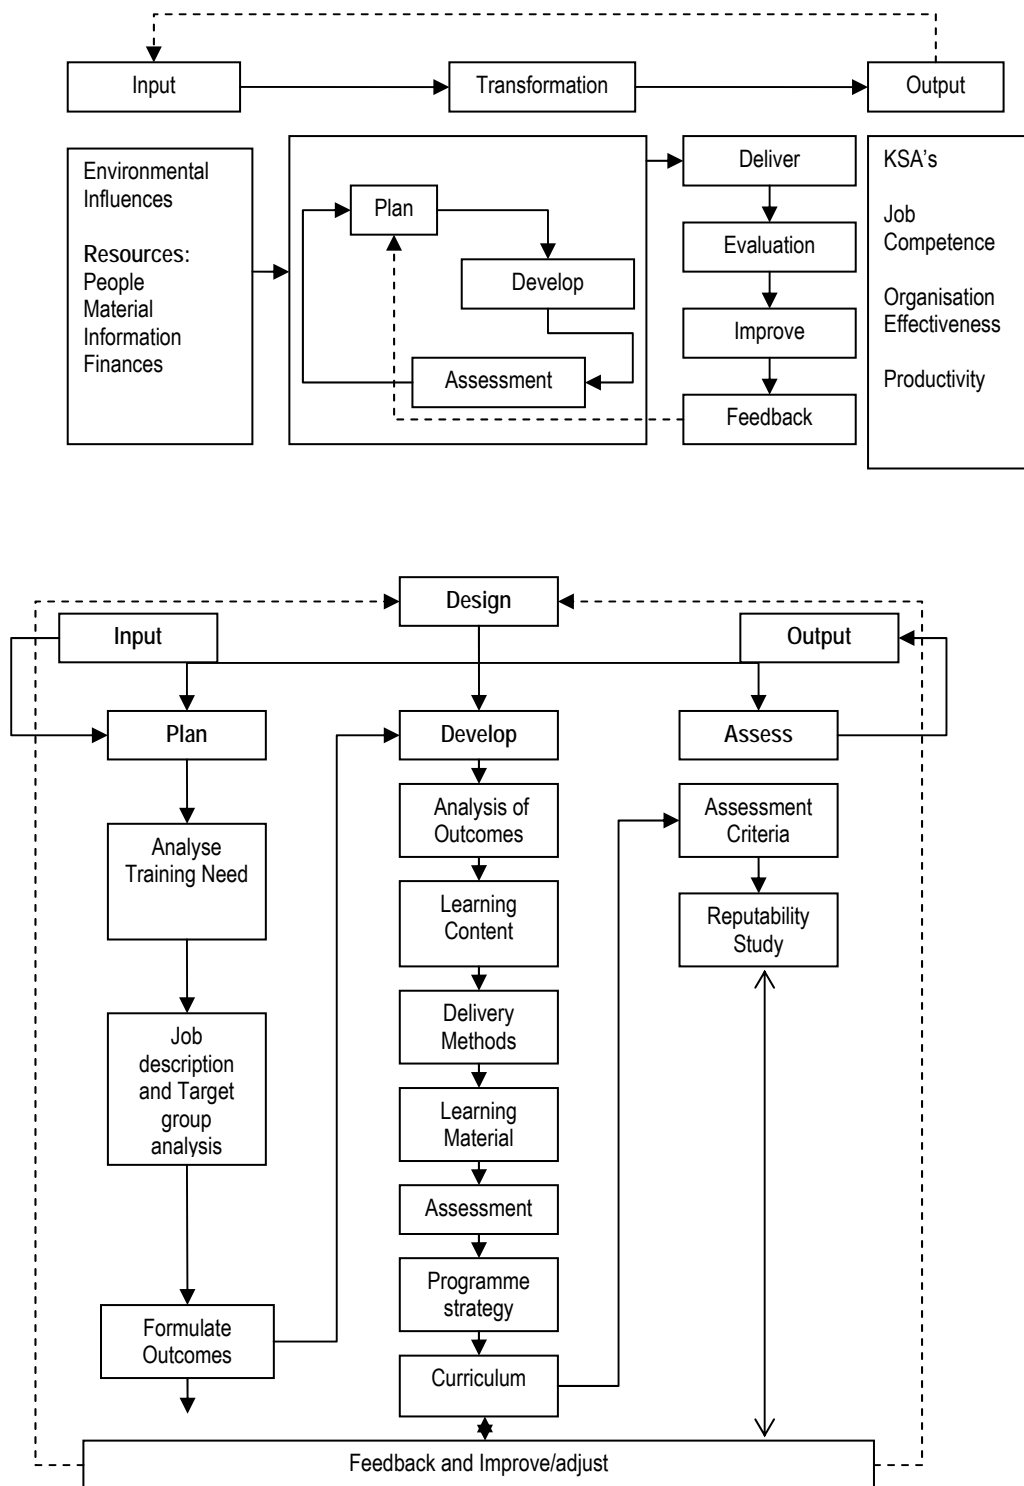 Input
Transformation
Output
Environmental
Influences
Resources:
People
Material
Information
Finances
Plan
Develop
Assessment
Deliver
Evaluation
Improve
Feedback
KSA's
Job
Competence
Organisation
Effectiveness
Productivity
Design
Input
Output
Plan
Develop
Assess
Analyse
Training Need
Job
description
and Target
group
analysis
Formulate
Outcomes
Analysis of
Outcomes
Learning
Content
Delivery
Methods
Learning
Material
Assessment
Programme
strategy
Curriculum
Assessment
Criteria
Reputability
Study
Feedback and Improve/adjust